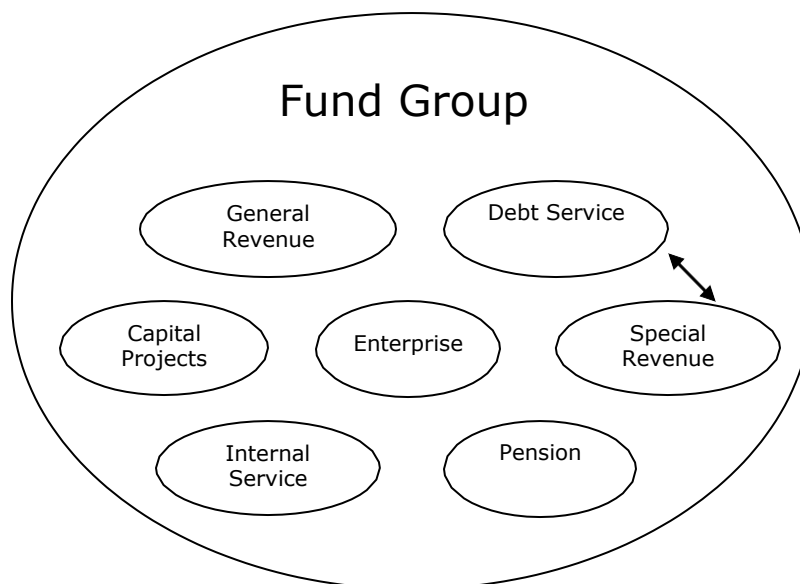 Fund Group
General
Revenue
Debt Service
Capital
Projects
Enterprise
Special
Revenue
Internal
Service
Pension